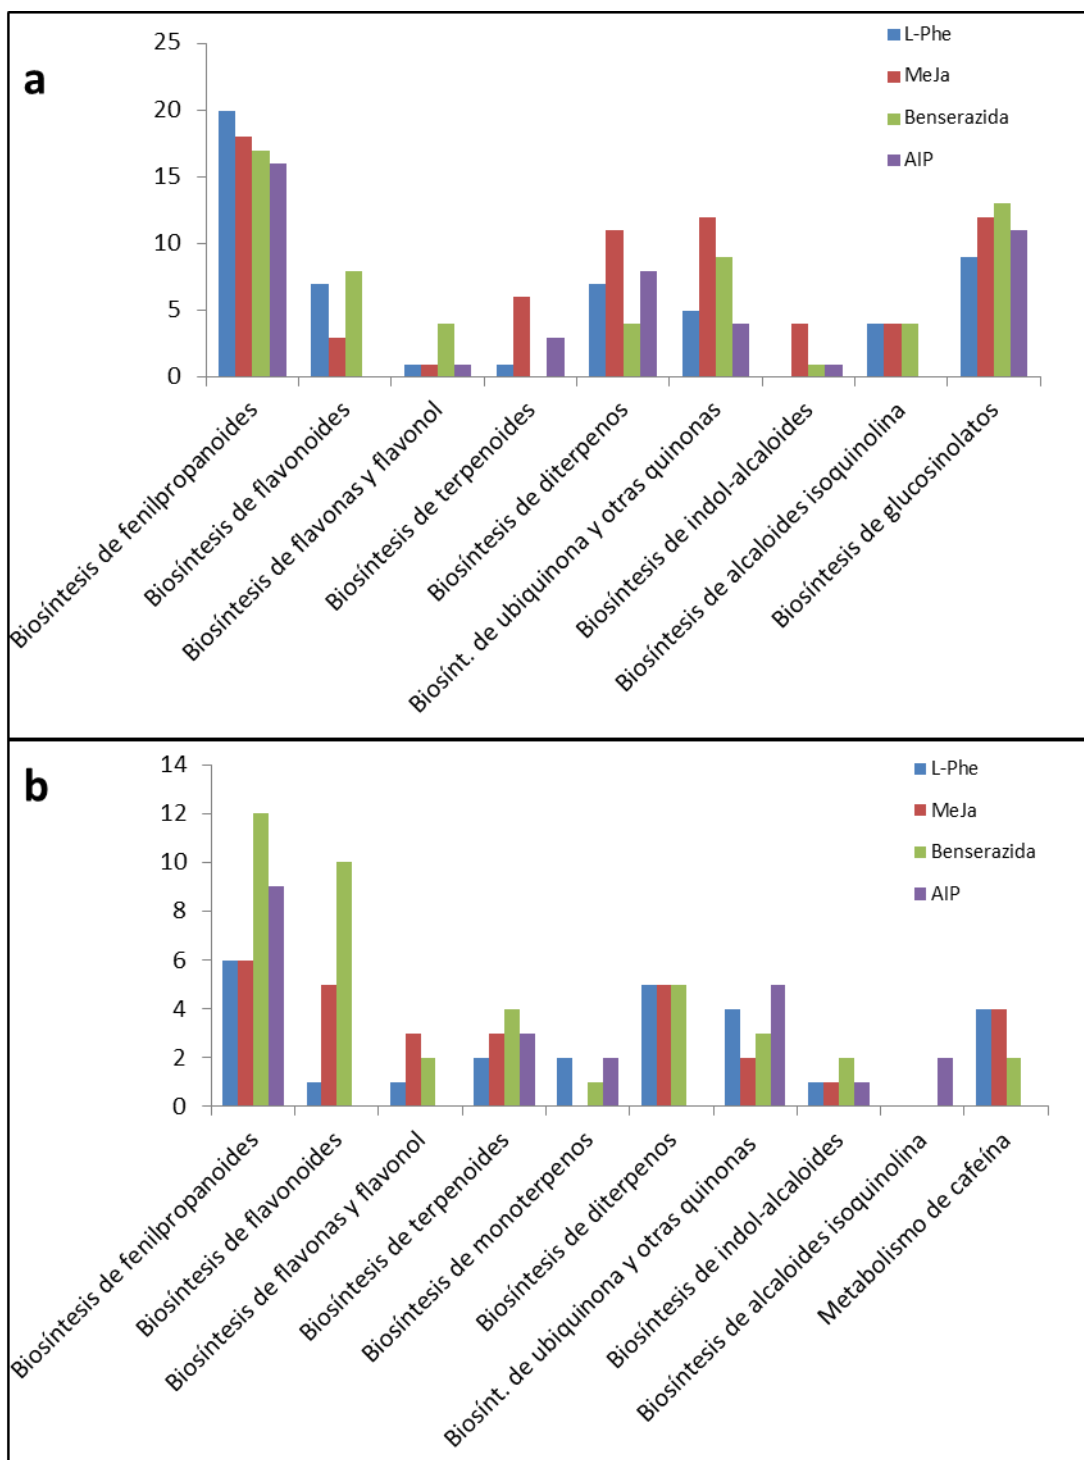 a
25
20
15
10
5
0
L-Phe
MeJa
Benserazida
AIP
Biosíntesis de fenilpropanoides
Biosíntesis de flavonoides
Biosíntesis de flavonas y flavonol
Biosíntesis de terpenoides
Biosíntesis de diterpenos
Biosínt. de ubiquinona y otras quinonas
Biosíntesis de indol-alcaloides
Biosíntesis de alcaloides isoquinolina
Biosíntesis de glucosinolatos
b
14
12
10
8
6
4
2
0
L-Phe
MeJa
Benserazida
AIP
Biosíntesis de fenilpropanoides
Biosíntesis de flavonoides
Biosíntesis de flavonas y flavonol
Biosíntesis de terpenoides
Biosíntesis de monoterpenos
Biosíntesis de diterpenos
Biosínt. de ubiquinona y otras quinonas
Biosíntesis de indol-alcaloides
Biosíntesis de alcaloides isoquinolina
Metabolismo de cafeína